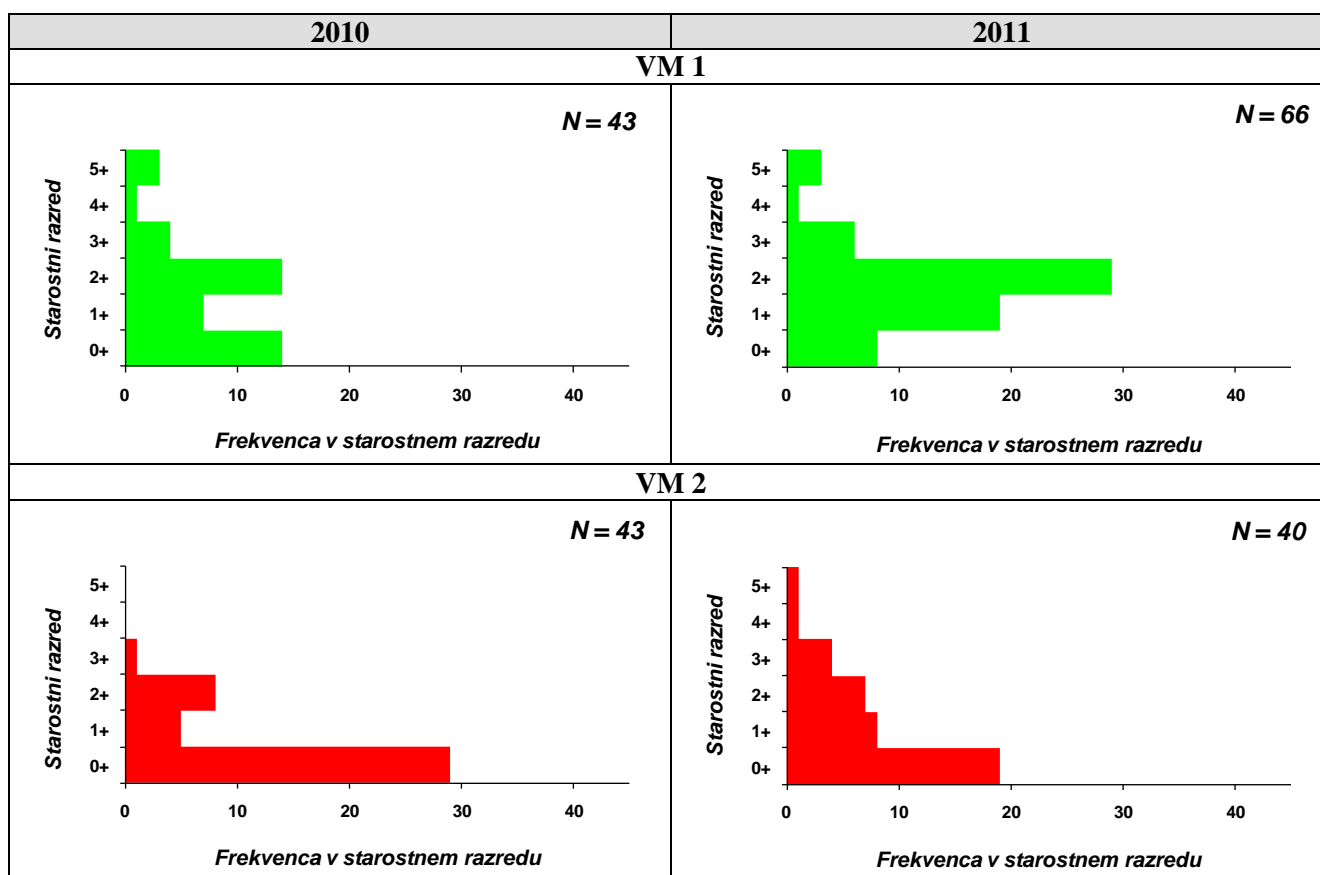 2010
2011
VM 1
N = 43
Starostni razred
5+
4+
3+
2+
1+
0+
0 10 20 30 40
Frekvenca v starostnem razredu
N = 66
Starostni razred
5+
4+
3+
2+
1+
0+
0 10 20 30 40
Frekvenca v starostnem razredu
VM 2
N = 43
Starostni razred
5+
4+
3+
2+
1+
0+
0 10 20 30 40
Frekvenca v starostnem razredu
N = 40
Starostni razred
5+
4+
3+
2+
1+
0+
0 10 20 30 40
Frekvenca v starostnem razredu